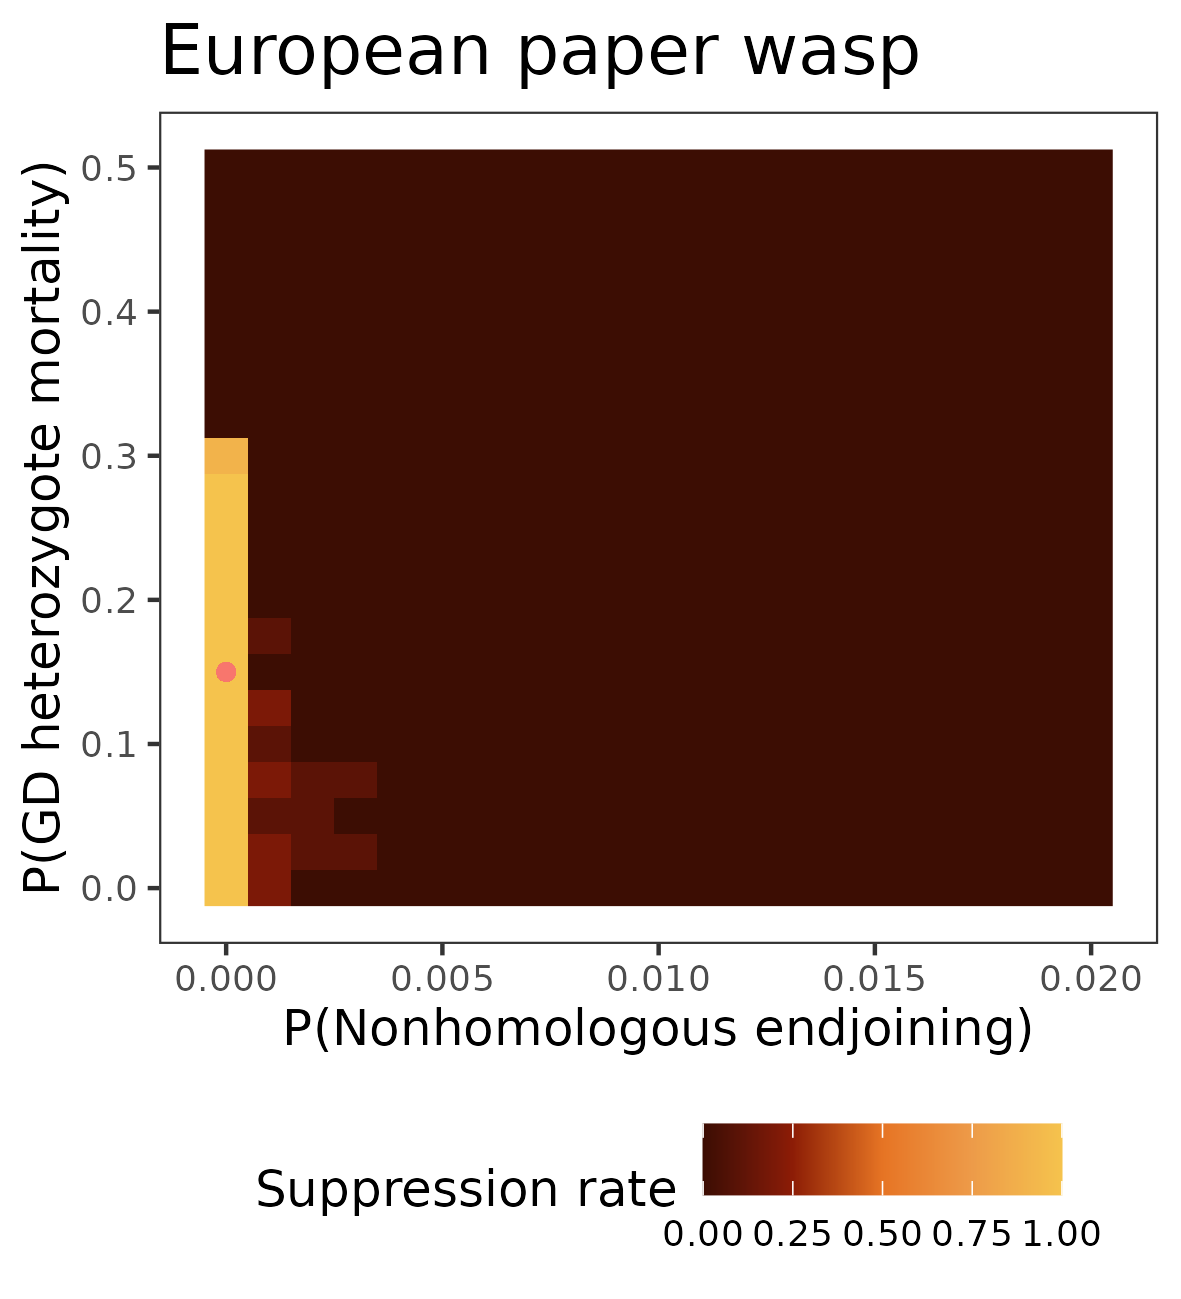 European paper wasp
P(GD heterozygote mortality)
0.5
0.4
0.3
0.2
0.1
0.0
0.000 0.005 0.010 0.015 0.020
P(Nonhomologous endjoining)
Suppression rate
0.00 0.25 0.50 0.75 1.00